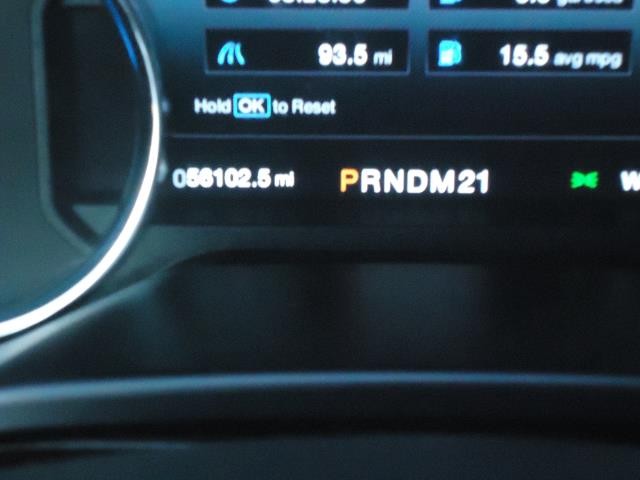 93.5 mi 15.5 avg mpg
Hold OK to Reset
056102.5 mi PRNDM21